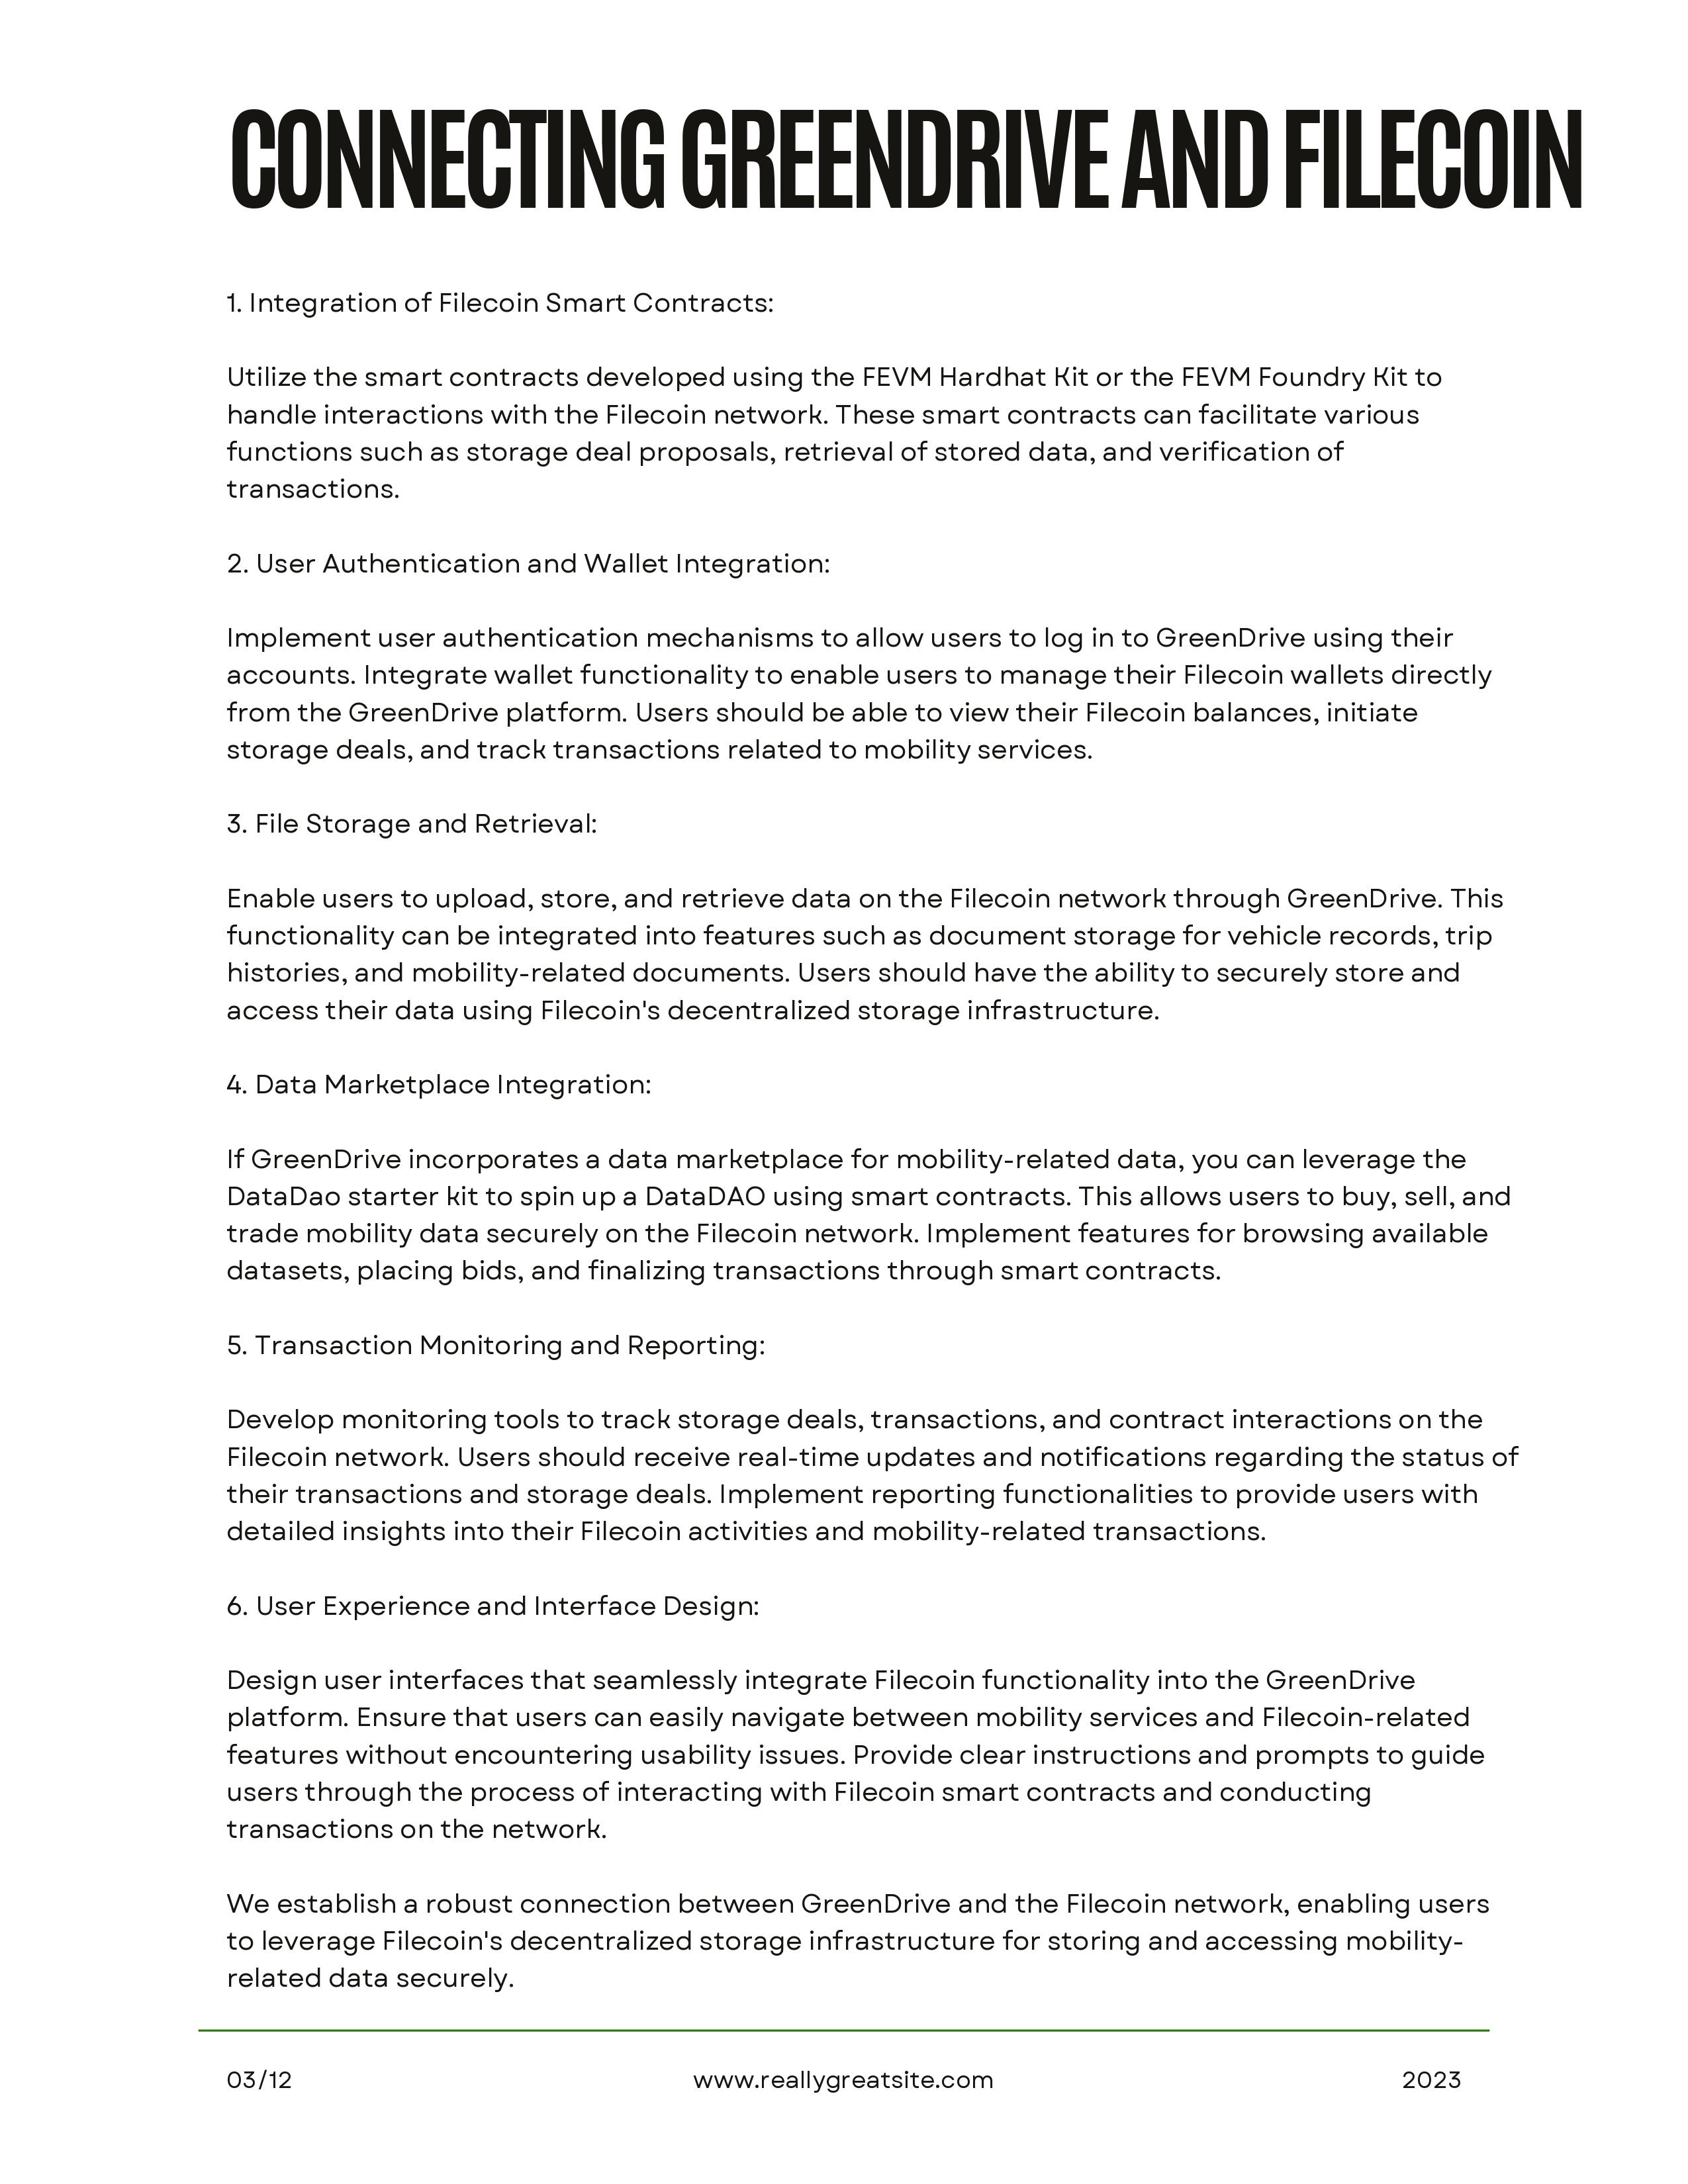 CONNECTING GREENDRIVE AND FILECOIN
1. Integration of Filecoin Smart Contracts:
Utilize the smart contracts developed using the FEVM Hardhat Kit or the FEVM Foundry Kit to
handle interactions with the Filecoin network. These smart contracts can facilitate various
functions such as storage deal proposals, retrieval of stored data, and verification of
transactions.
2. User Authentication and Wallet Integration:
Implement user authentication mechanisms to allow users to log in to GreenDrive using their
accounts. Integrate wallet functionality to enable users to manage their Filecoin wallets directly
from the GreenDrive platform. Users should be able to view their Filecoin balances, initiate
storage deals, and track transactions related to mobility services.
3. File Storage and Retrieval:
Enable users to upload, store, and retrieve data on the Filecoin network through GreenDrive. This
functionality can be integrated into features such as document storage for vehicle records, trip
histories, and mobility-related documents. Users should have the ability to securely store and
access their data using Filecoin's decentralized storage infrastructure.
4. Data Marketplace Integration:
If GreenDrive incorporates a data marketplace for mobility-related data, you can leverage the
DataDao starter kit to spin up a DataDAO using smart contracts. This allows users to buy, sell, and
trade mobility data securely on the Filecoin network. Implement features for browsing available
datasets, placing bids, and finalizing transactions through smart contracts.
5. Transaction Monitoring and Reporting:
Develop monitoring tools to track storage deals, transactions, and contract interactions on the
Filecoin network. Users should receive real-time updates and notifications regarding the status of
their transactions and storage deals. Implement reporting functionalities to provide users with
detailed insights into their Filecoin activities and mobility-related transactions.
6. User Experience and Interface Design:
Design user interfaces that seamlessly integrate Filecoin functionality into the GreenDrive
platform. Ensure that users can easily navigate between mobility services and Filecoin-related
features without encountering usability issues. Provide clear instructions and prompts to guide
users through the process of interacting with Filecoin smart contracts and conducting
transactions on the network.
We establish a robust connection between GreenDrive and the Filecoin network, enabling users
to leverage Filecoin's decentralized storage infrastructure for storing and accessing mobility-
related data securely.
03/12
www.reallygreatsite.com
2023